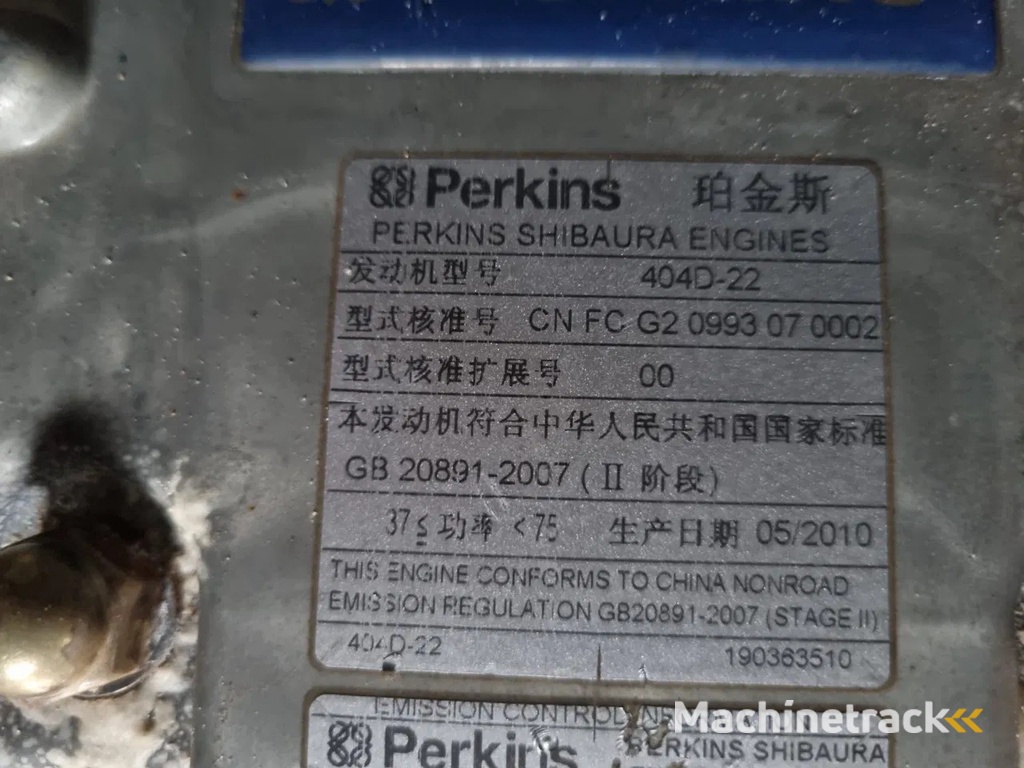 Perkins 珀金斯
PERKINS SHIBAURA ENGINES
发动机型号 404D-22
型式核准号 CN FC G2 0993 07 0002
型式核准扩展号 00
本发动机符合中华人民共和国国家标准
GB 20891-2007 (II 阶段)
37≤功率 <75 生产日期 05/2010
THIS ENGINE CONFORMS TO CHINA NONROAD
EMISSION REGULATION GB20891-2007 (STAGE II)
404D-22 190363510
EMISSION CONTROL
Machinetrack
Perkins PERKINS SHIBAURA